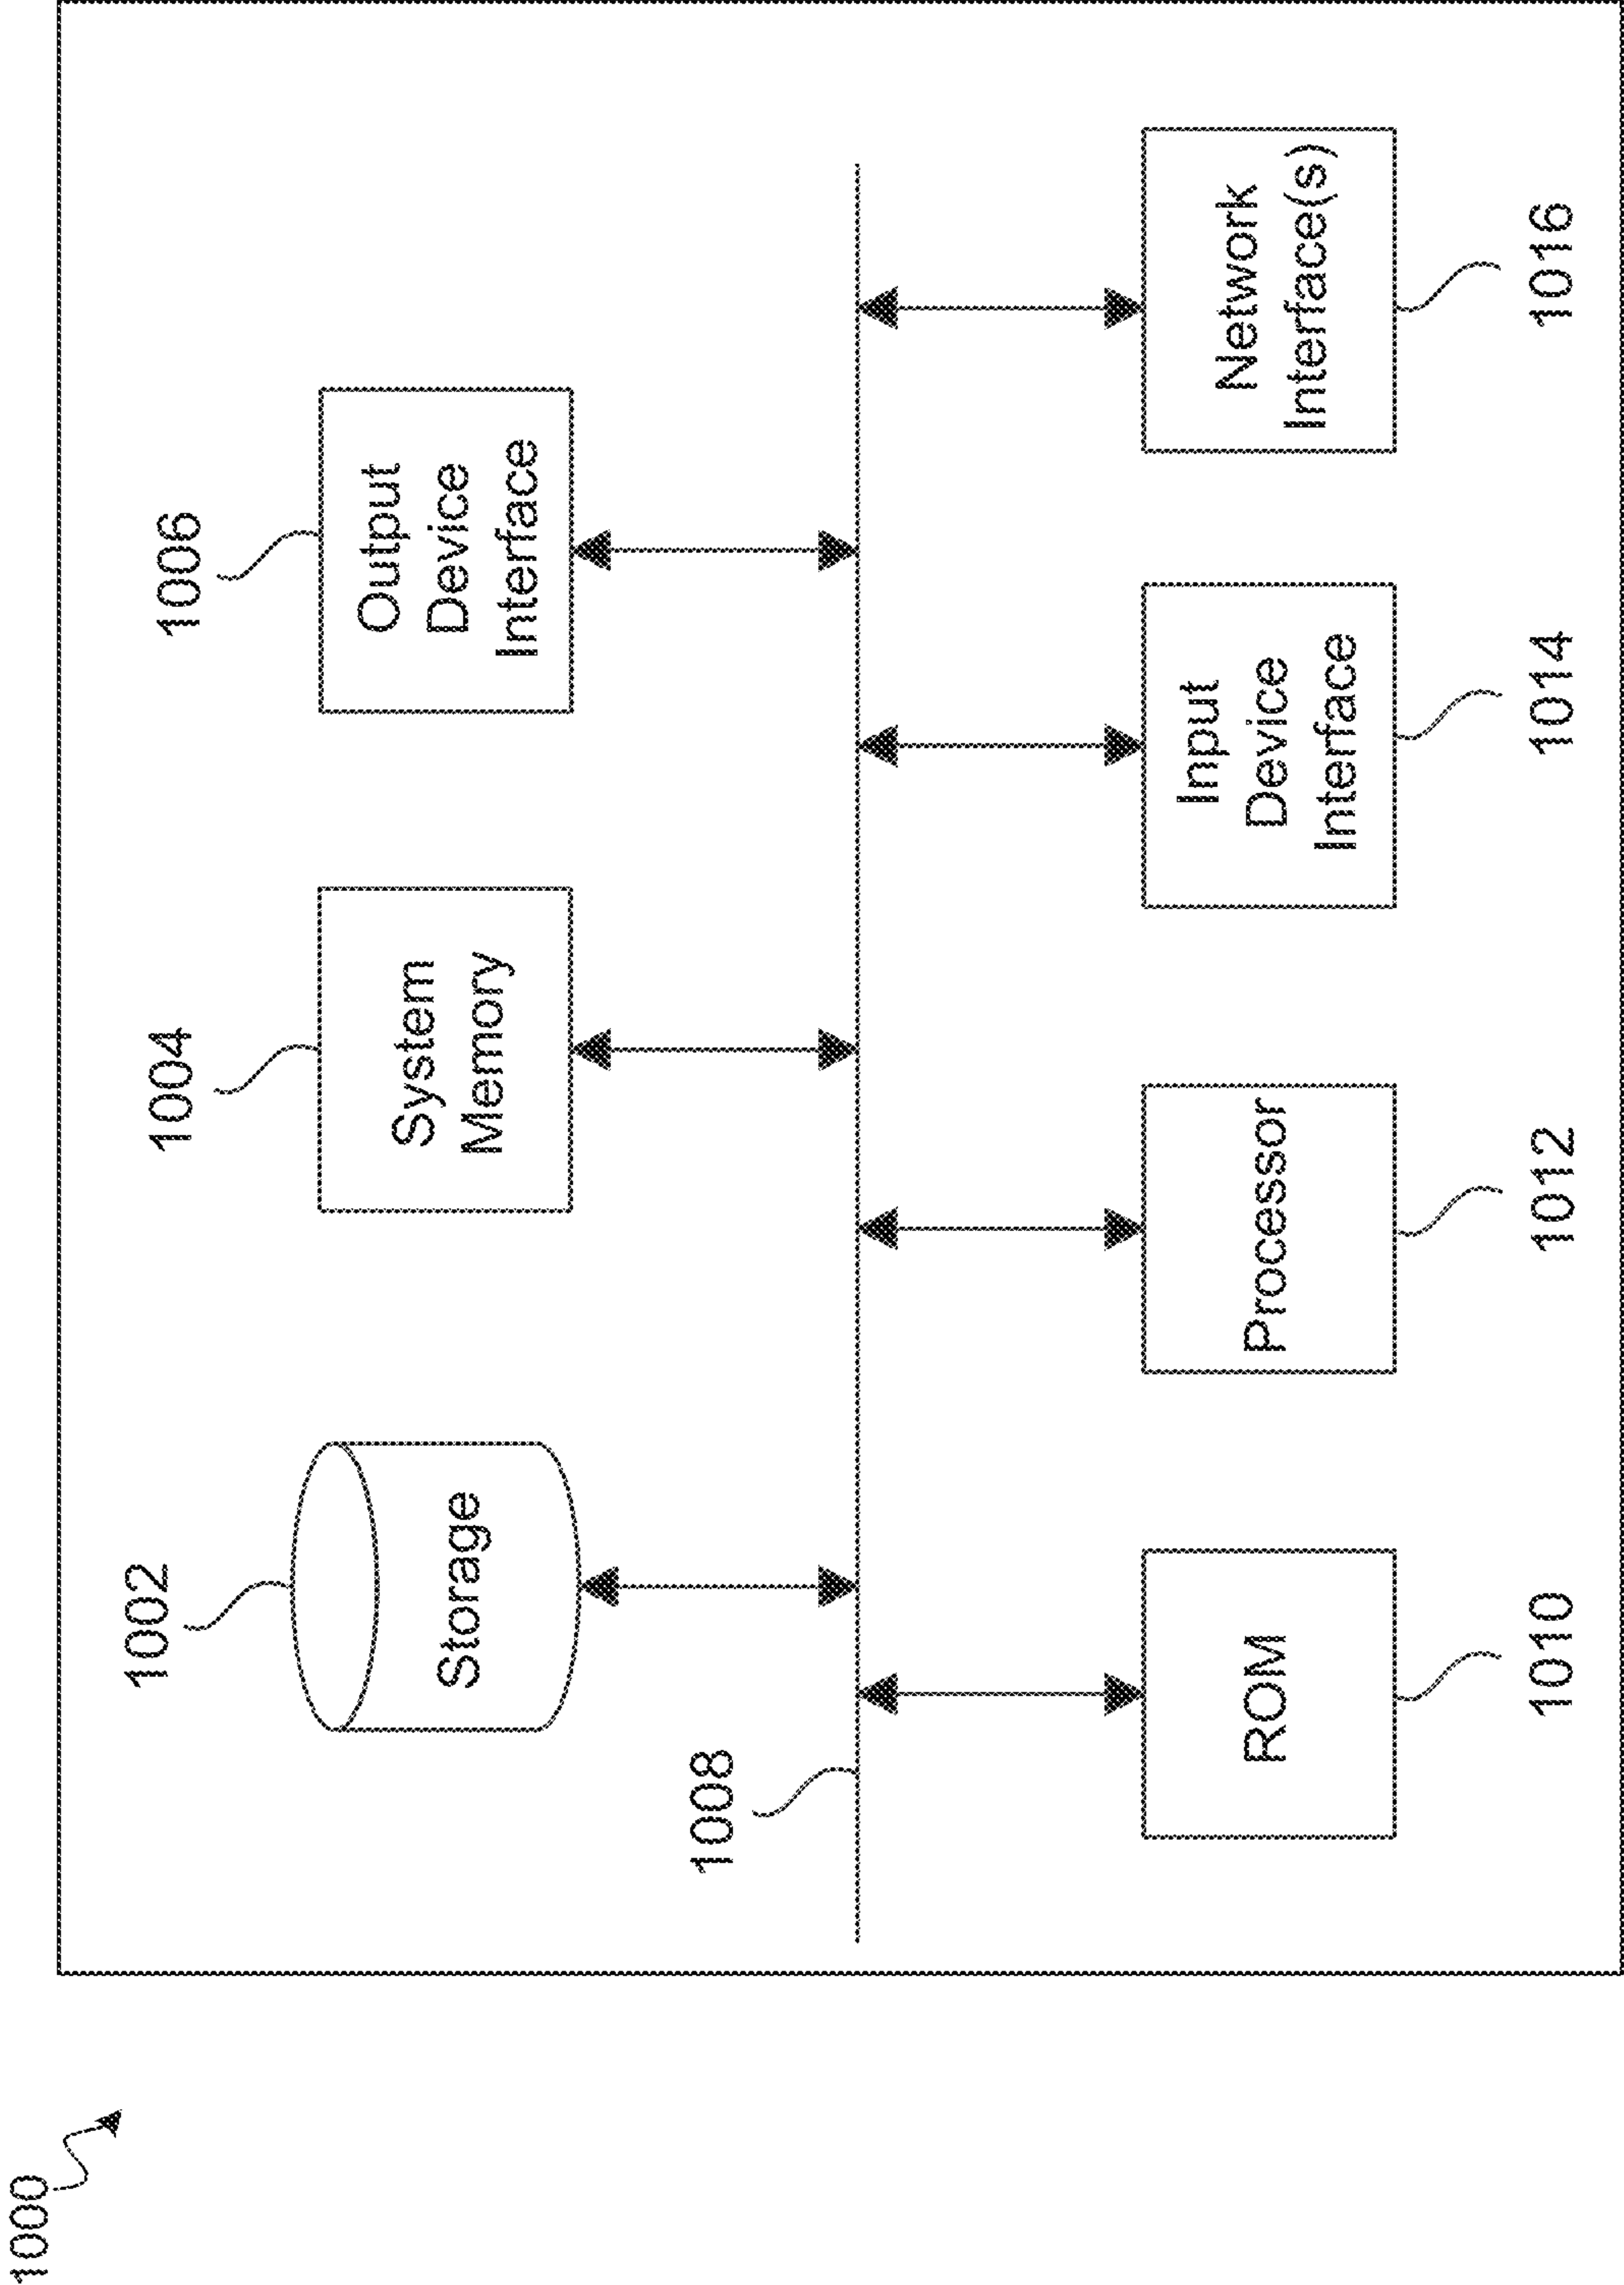 1000
1002
1004
1006
Storage
System
Memory
Output
Device
Interface
1008
ROM
Processor
Input
Device
Interface
Network
Interface(s)
1010
1012
1014
1016